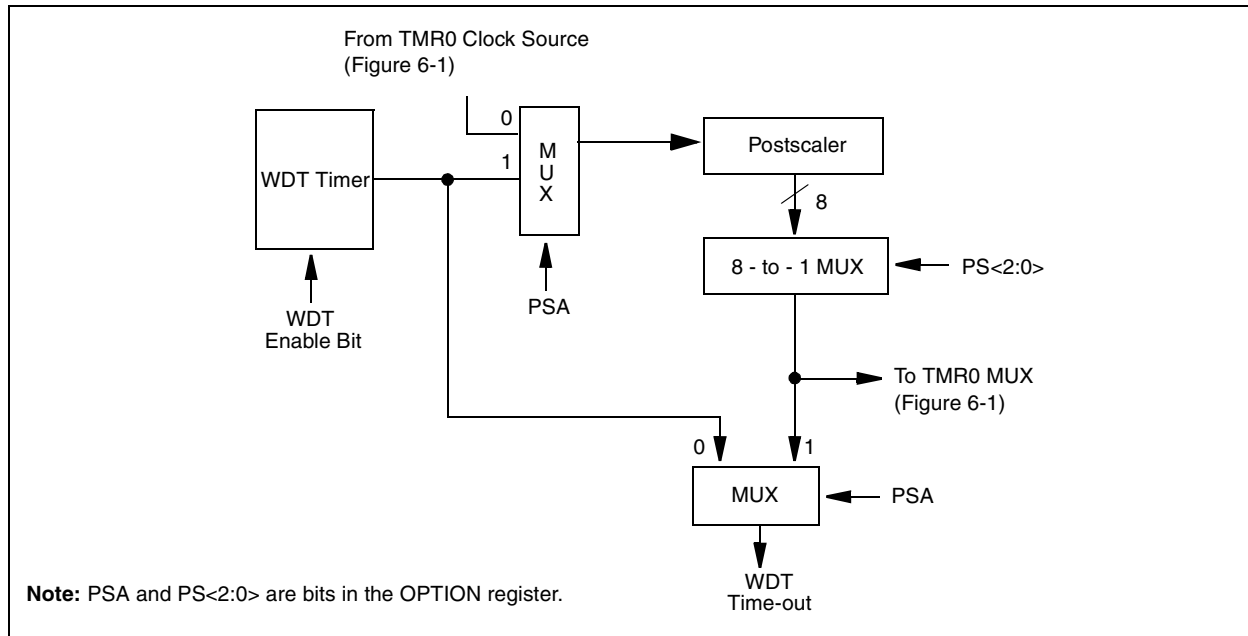 From TMR0 Clock Source
(Figure 6-1)
0
1
M
U
X
WDT Timer
Postscaler
8
8 - to - 1 MUX
PS<2:0>
PSA
WDT
Enable Bit
To TMR0 MUX
(Figure 6-1)
0
1
MUX
PSA
WDT
Time-out
Note: PSA and PS<2:0> are bits in the OPTION register.